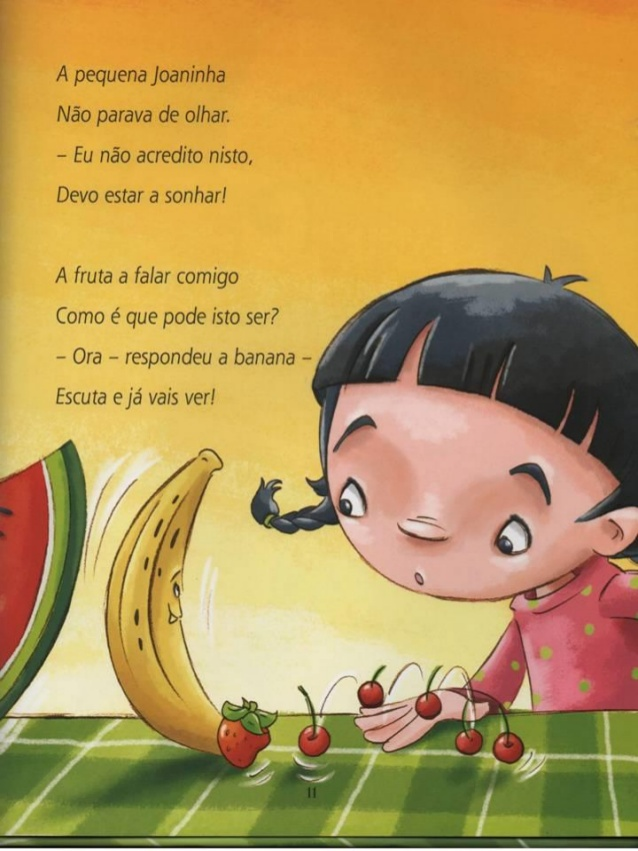 A pequena Joaninha
Não parava de olhar.
– Eu não acredito nisto,
Devo estar a sonhar!
A fruta a falar comigo
Como é que pode isto ser?
– Ora – respondeu a banana –
Escuta e já vais ver!
11